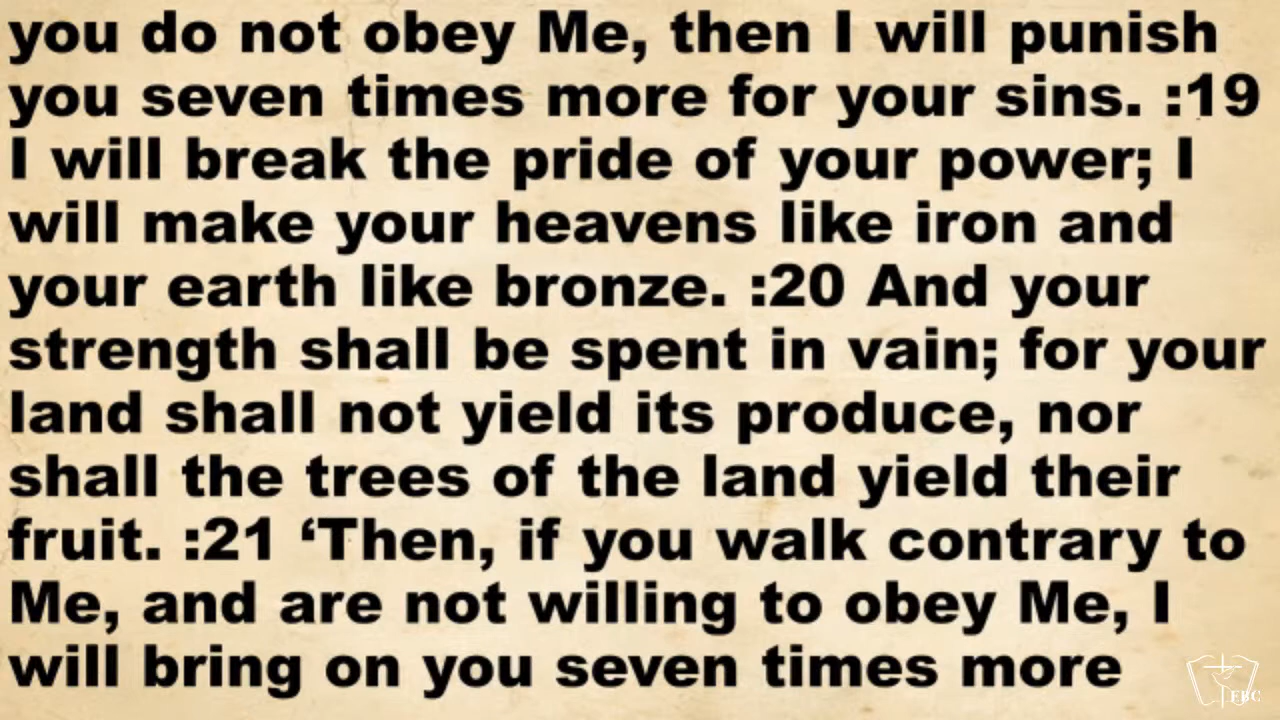 you do not obey Me, then I will punish
you seven times more for your sins. :19
I will break the pride of your power; I
will make your heavens like iron and
your earth like bronze. :20 And your
strength shall be spent in vain; for your
land shall not yield its produce, nor
shall the trees of the land yield their
fruit. :21 ‘Then, if you walk contrary to
Me, and are not willing to obey Me, I
will bring on you seven times more
FBC